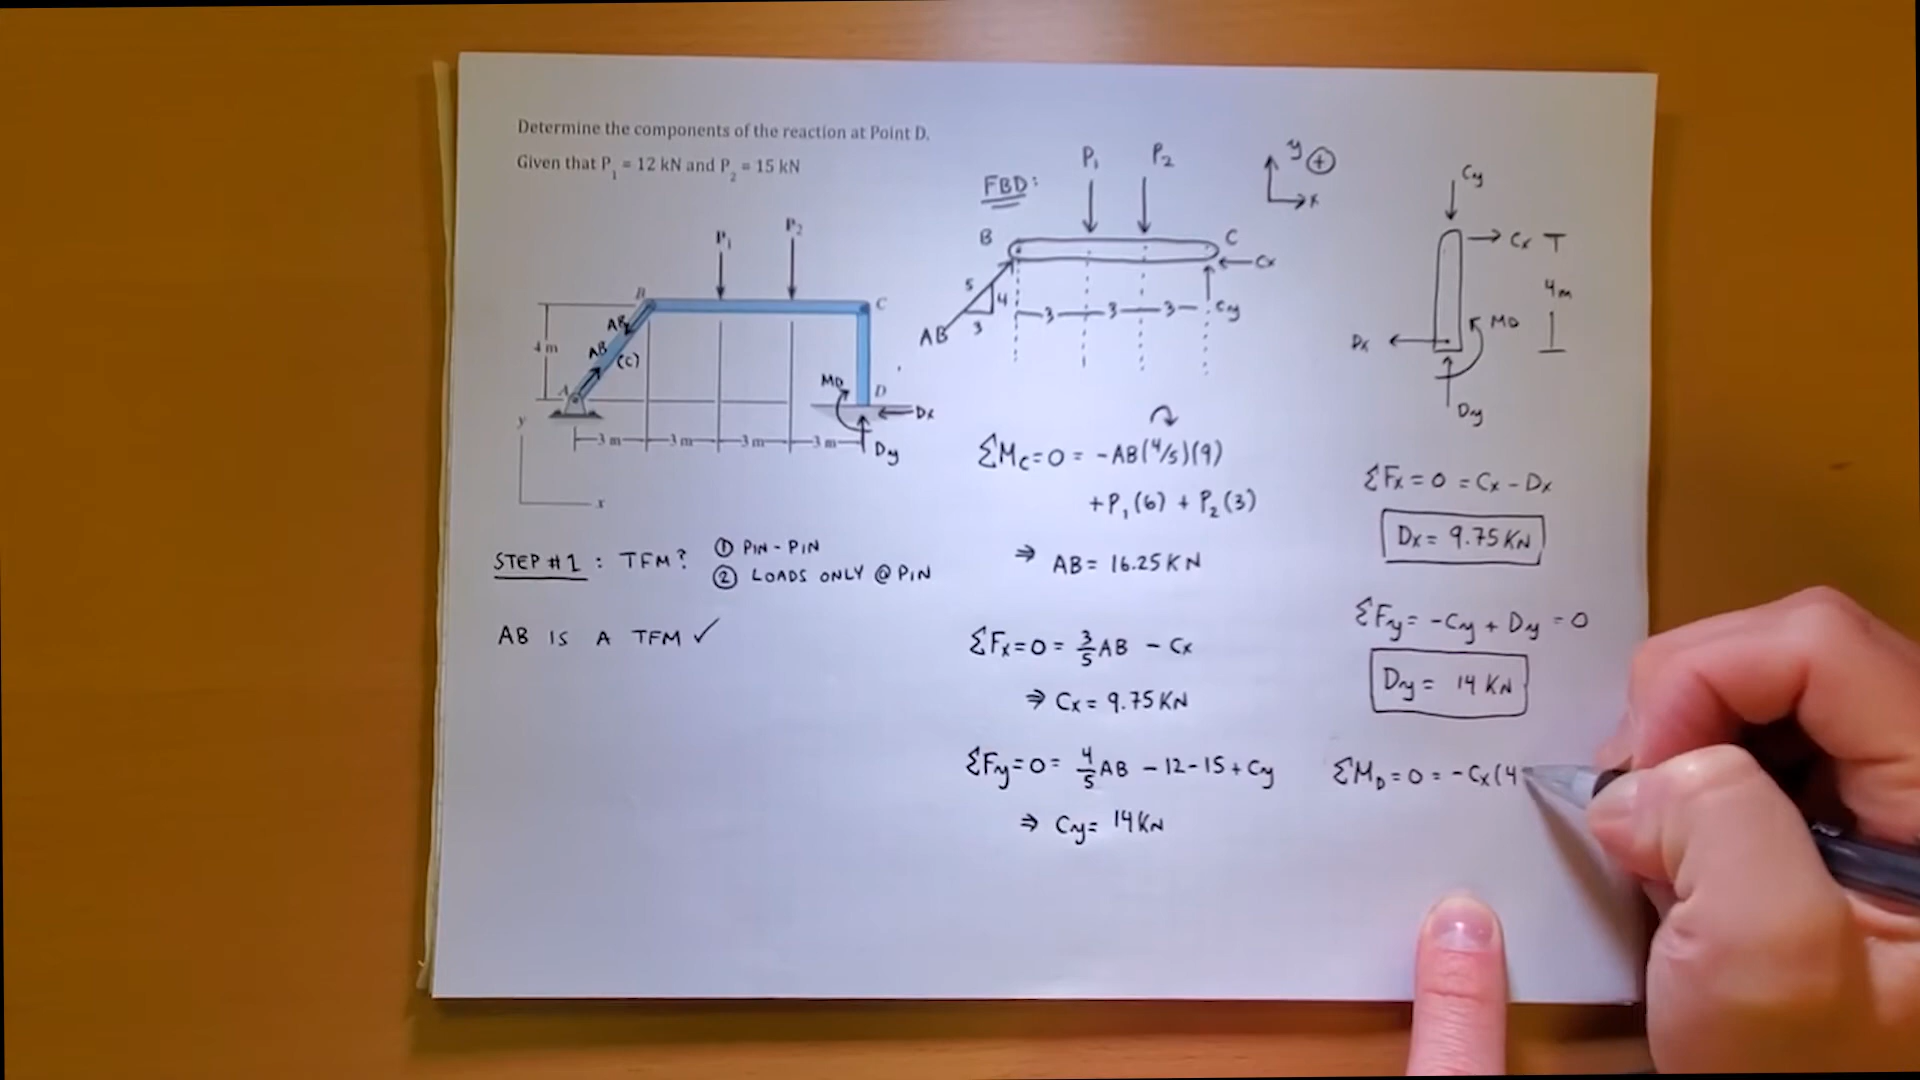 Determine the components of the reaction at Point D.
Given that P₁ = 12 kN and P₂ = 15 kN
P₁
P₂
B
C
AB
AB
(C)
4 m
A
MD
D
Dx
Dy
3 m
3 m
3 m
3 m
y
x
STEP #1 : TFM?
① PIN - PIN
② LOADS ONLY @ PIN
AB IS A TFM ✓
FBD:
P₁
P₂
y
+
x
B
C
Cx
5
4
3
AB
3
3
3
Cy
ΣMc = 0 = -AB(4/5)(9)
+P₁(6) + P₂(3)
⇒ AB = 16.25 KN
ΣFx = 0 = 3/5 AB - Cx
⇒ Cx = 9.75 KN
ΣFy = 0 = 4/5 AB - 12 - 15 + Cy
⇒ Cy = 14 KN
Cy
Cx
4m
MD
Dx
Dy
ΣFx = 0 = Cx - Dx
Dx = 9.75 KN
ΣFy = -Cy + Dy = 0
Dy = 14 KN
ΣMD = 0 = -Cx(4